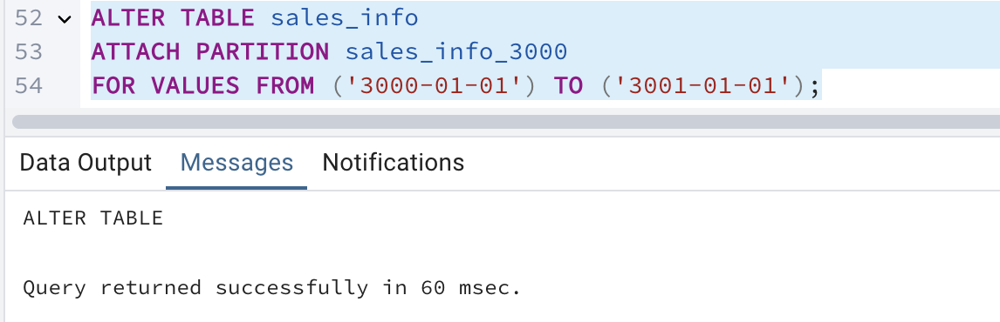 52 ALTER TABLE sales_info
53 ATTACH PARTITION sales_info_3000
54 FOR VALUES FROM ('3000-01-01') TO ('3001-01-01');
Data Output Messages Notifications
ALTER TABLE
Query returned successfully in 60 msec.